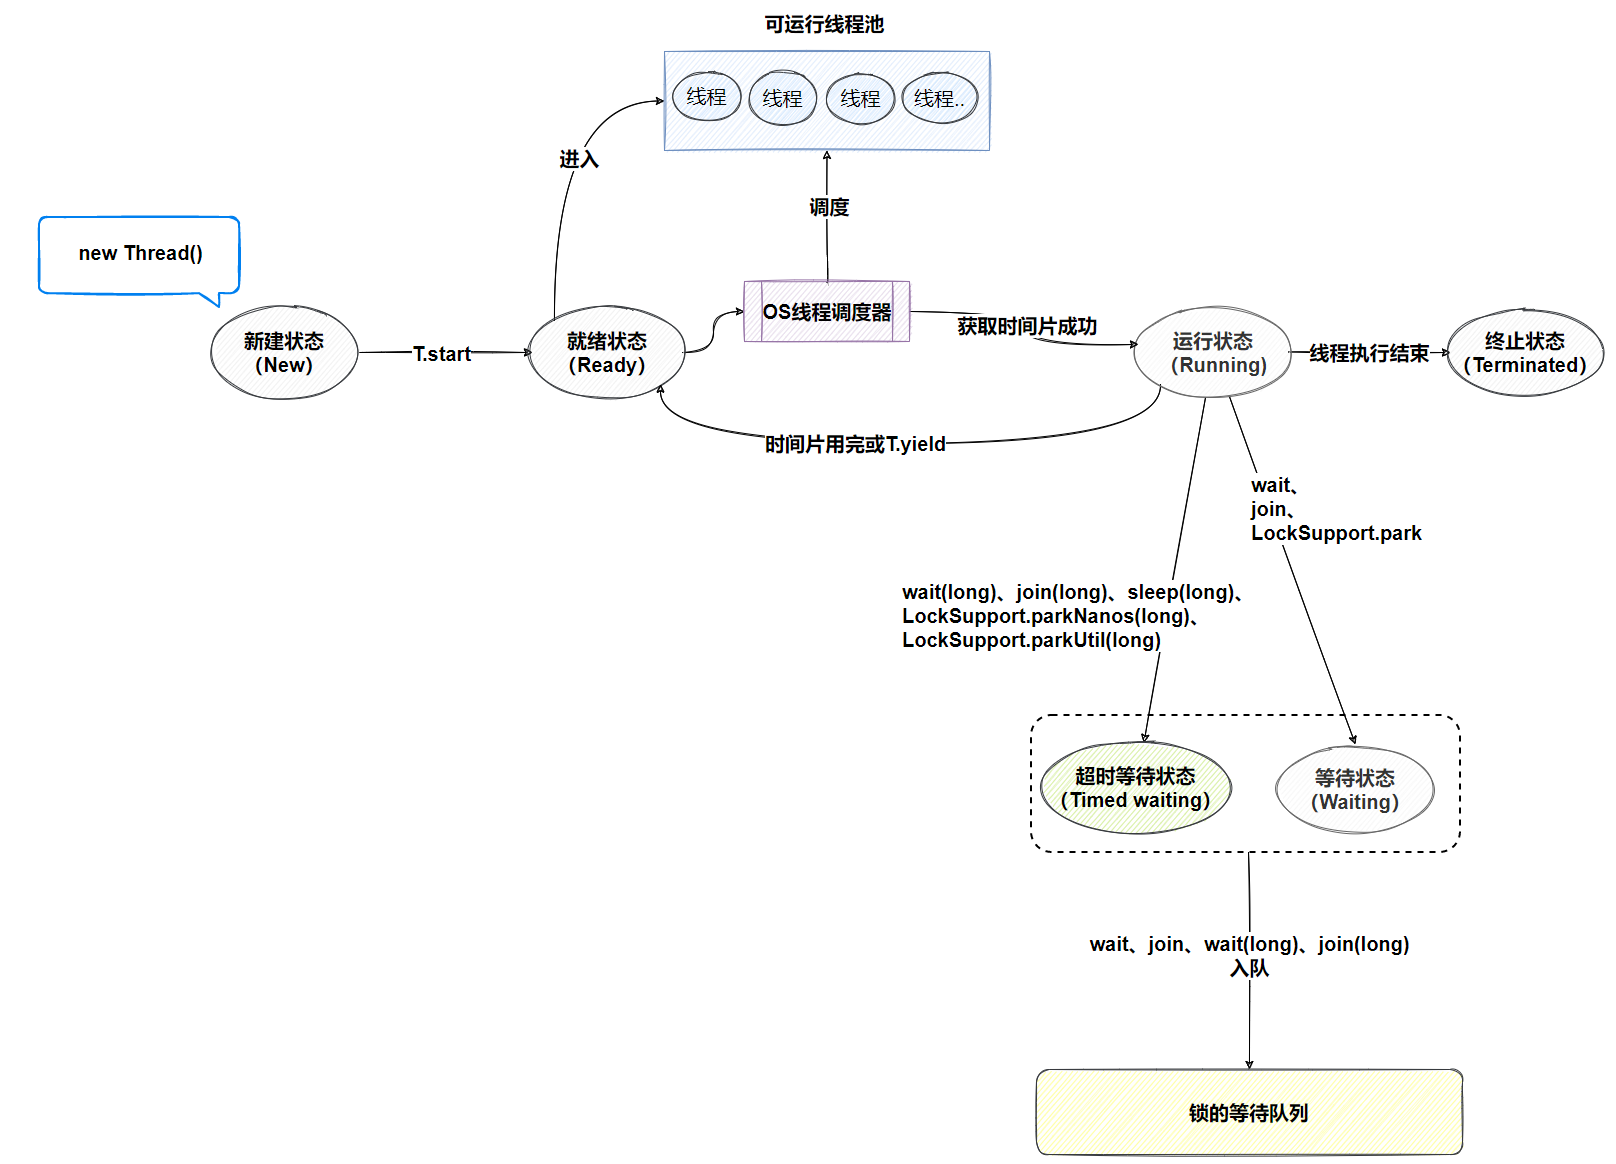 可运行线程池
线程
线程
线程
线程..
进入
调度
new Thread()
OS线程调度器
获取时间片成功
新建状态
（New）
T.start
就绪状态
（Ready）
运行状态
（Running）
线程执行结束
终止状态
（Terminated）
时间片用完或T.yield
wait、
join、
LockSupport.park
wait(long)、join(long)、sleep(long)、
LockSupport.parkNanos(long)、
LockSupport.parkUtil(long)
超时等待状态
（Timed waiting）
等待状态
（Waiting）
wait、join、wait(long)、join(long)
入队
锁的等待队列